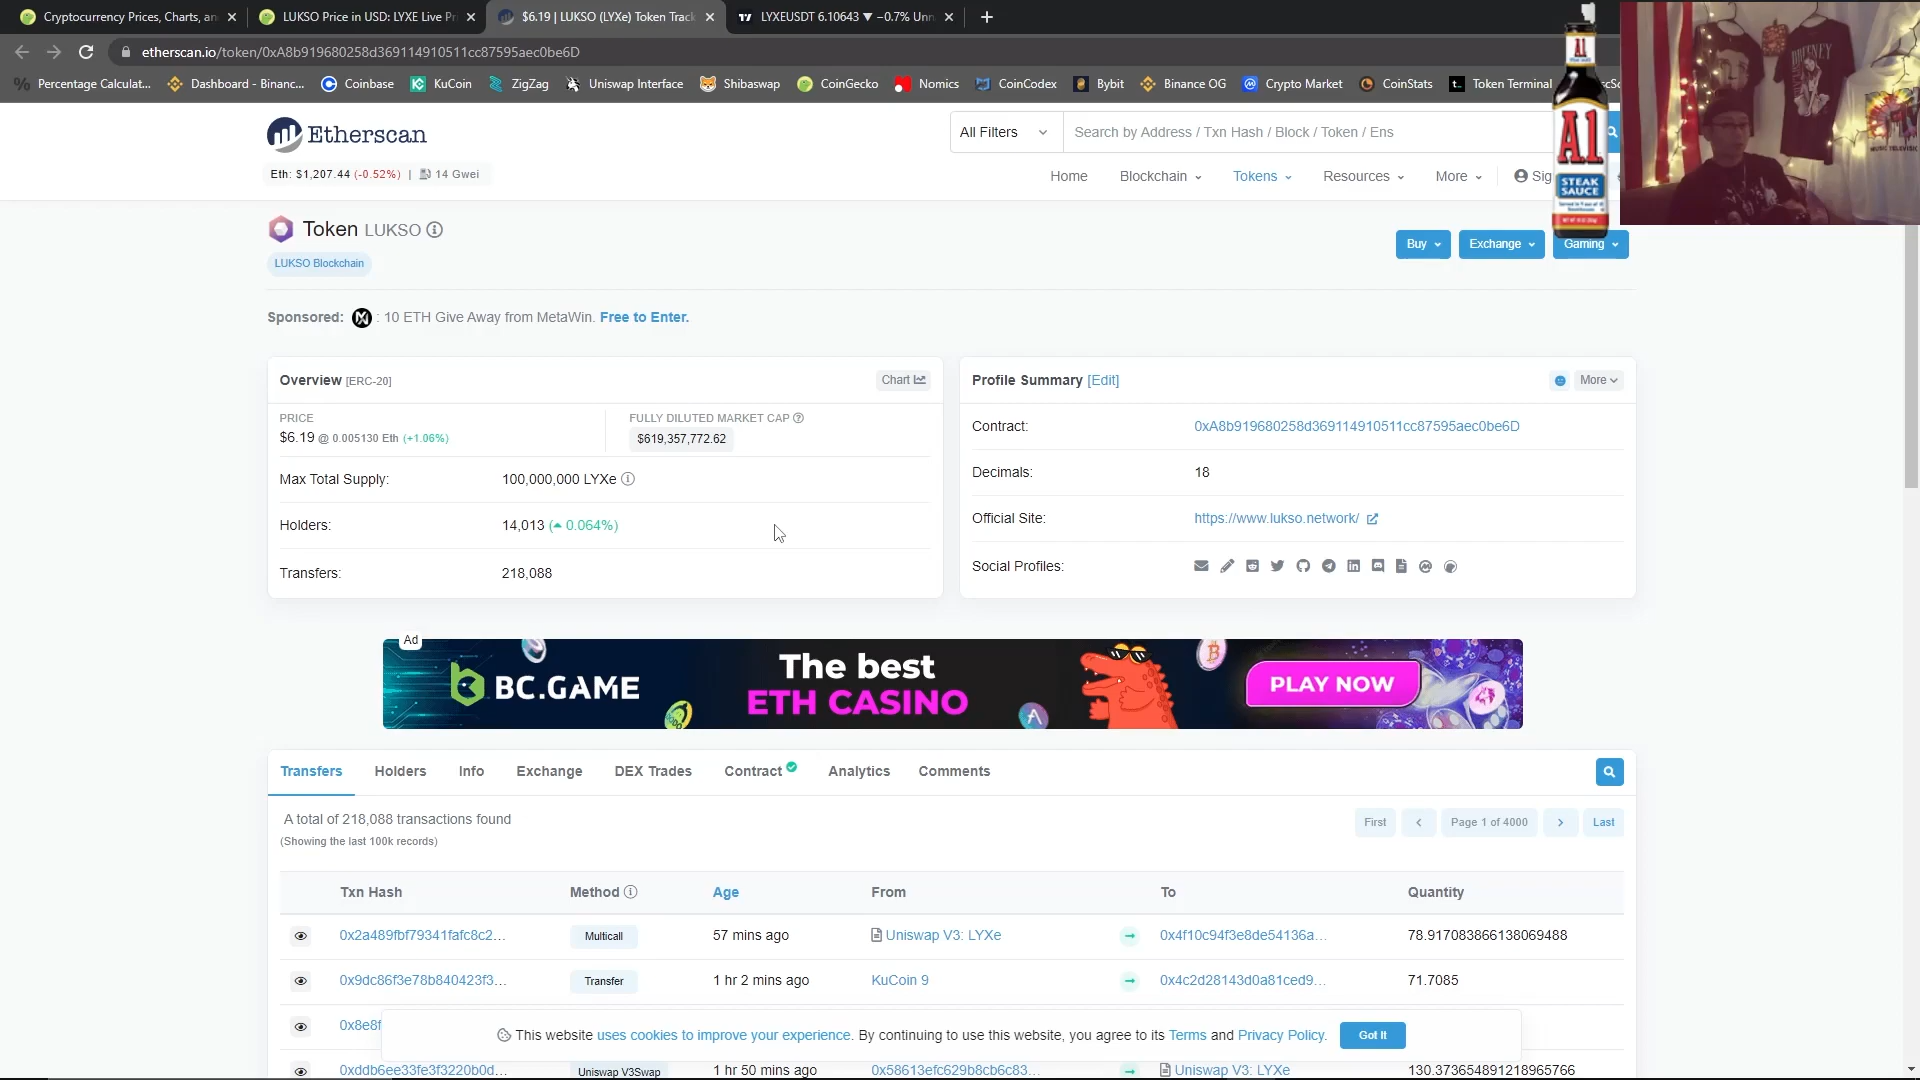 Cryptocurrency Prices, Charts, an
LUKSO Price in USD: LYXE Live Pri
$6.19 | LUKSO (LYXe) Token Track
LYXEUSDT 6.10643 ▼ −0.7% Unn
etherscan.io/token/0xA8b919680258d369114910511cc87595aec0be6D
Percentage Calculat...
Dashboard - Binanc...
Coinbase
KuCoin
ZigZag
Uniswap Interface
Shibaswap
CoinGecko
Nomics
CoinCodex
Bybit
Binance OG
Crypto Market
CoinStats
Token Terminal
A1
A1
STEAK
SAUCE
MUSIC TELEVISIO
Etherscan
All Filters
Search by Address / Txn Hash / Block / Token / Ens
Eth: $1,207.44 (-0.52%) | 14 Gwei
Home
Blockchain
Tokens
Resources
More
Sig
Token LUKSO
Buy
Exchange
Gaming
LUKSO Blockchain
Sponsored: : 10 ETH Give Away from MetaWin. Free to Enter.
Overview [ERC-20]
Chart
PRICE
$6.19 @ 0.005130 Eth (+1.06%)
FULLY DILUTED MARKET CAP
$619,357,772.62
Max Total Supply: 100,000,000 LYXe
Holders: 14,013 (0.064%)
Transfers: 218,088
Profile Summary [Edit]
More
Contract: 0xA8b919680258d369114910511cc87595aec0be6D
Decimals: 18
Official Site: https://www.lukso.network/
Social Profiles:
Ad
BC.GAME
The best
ETH CASINO
PLAY NOW
Transfers
Holders
Info
Exchange
DEX Trades
Contract
Analytics
Comments
A total of 218,088 transactions found
(Showing the last 100k records)
First
Page 1 of 4000
Last
Txn Hash Method Age From To Quantity
0x2a489fbf79341fafc8c2... Multicall 57 mins ago Uniswap V3: LYXe 0x4f10c94f3e8de54136a... 78.917083866138069488
0x9dc86f3e78b840423f3... Transfer 1 hr 2 mins ago KuCoin 9 0x4c2d28143d0a81ced9... 71.7085
0x8e8f
This website uses cookies to improve your experience. By continuing to use this website, you agree to its Terms and Privacy Policy.
Got It
0xddb6ee33fe3f3220b0d... Uniswap V3Swap 1 hr 50 mins ago 0x58613efc629b8cb6c83... Uniswap V3: LYXe 130.373654891218965766